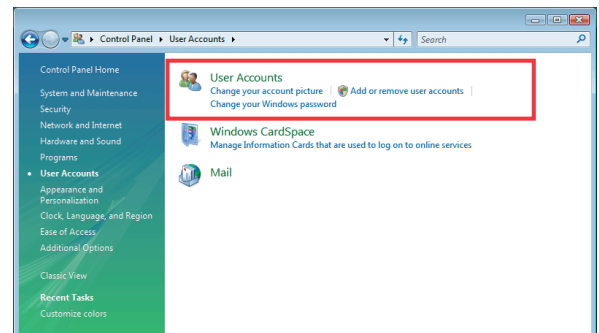 Control Panel User Accounts Search
Control Panel Home
System and Maintenance
Security
Network and Internet
Hardware and Sound
Programs
User Accounts
Appearance and
Personalization
Clock, Language, and Region
Ease of Access
Additional Options
Classic View
Recent Tasks
Customize colors
User Accounts
Change your account picture Add or remove user accounts
Change your Windows password
Windows CardSpace
Manage Information Cards that are used to log on to online services
Mail